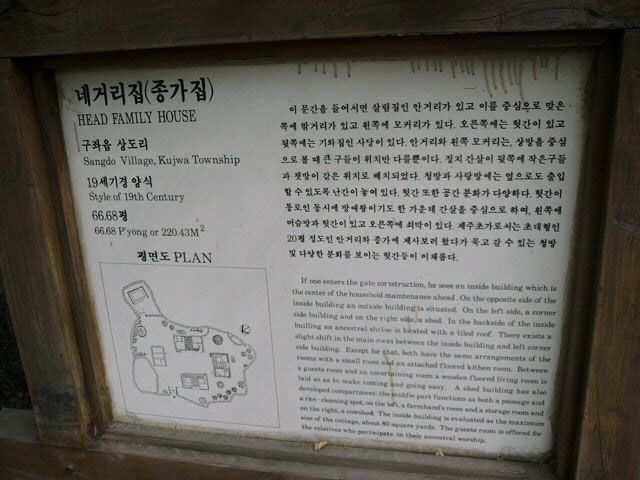 네거리집(종가집)
HEAD FAMILY HOUSE
구좌읍 상도리
Sangdo Village, Kujwa Township
19세기경 양식
Style of 19th Century
66.68평
66.68 P'yŏng or 220.43M²
평면도 PLAN
이 문간을 들어서면 살림집인 안거리가 있고 이를 중심으로 맞은
쪽에 밖거리가 있고 왼쪽에 모커리가 있다. 오른쪽에는 헛간이 있고
뒷쪽에는 기와집인 사당이 있다. 안거리와 왼쪽 모커리는, 상방을 중심
으로 볼 때 큰 구들이 위치만 다를뿐이다. 정지 간살이 뒷쪽에 작은구들
과 챗방이 같은 위치로 배치되었다. 청방과 사랑방에는 옆으로도 출입
할 수 있도록 난간이 놓여 있다. 헛간 또한 공간 분화가 다양하다. 헛간이
통로인 동시에 방애왕이기도 한 가운데 간살을 중심으로 하여, 왼쪽에
머슴방과 헛간이 있고 오른쪽에 쇠막이 있다. 제주초가로서는 초대형인
20평 정도인 안거리와 종가에 제사보러 왔다가 묵고 갈 수 있는 청방
및 다양한 분화를 보이는 헛간등이 이채롭다.
If one enters the gate construction, he sees an inside building which is
the center of the household maintenance ahead. On the opposite side of the
inside building an outside building is situated. On the left side, a corner
side building and on the right side, a shed. In the backside of the inside
builling an ancestral shrine is located with a tiled roof. There exists a
slight shift in the main room between the inside building and left corner
side building. Except for that, both have the same arrangements of the
rooms with a small room and an attached floored kithen room. Between
a guests room and an entertaining room a wooden floored living room is
laid so as to make coming and going easy. A shed building has also
developed compartment: the middle part functions as both a passage and
a rice-cleaning spot, on the left, a farmhand's room and a storage room and
on the right, a cowshed. The inside building is evaluated as the maximum
size of the cottage, about 80 square yards. The guests room is offered for
the relatives who participate in their ancestral worship.